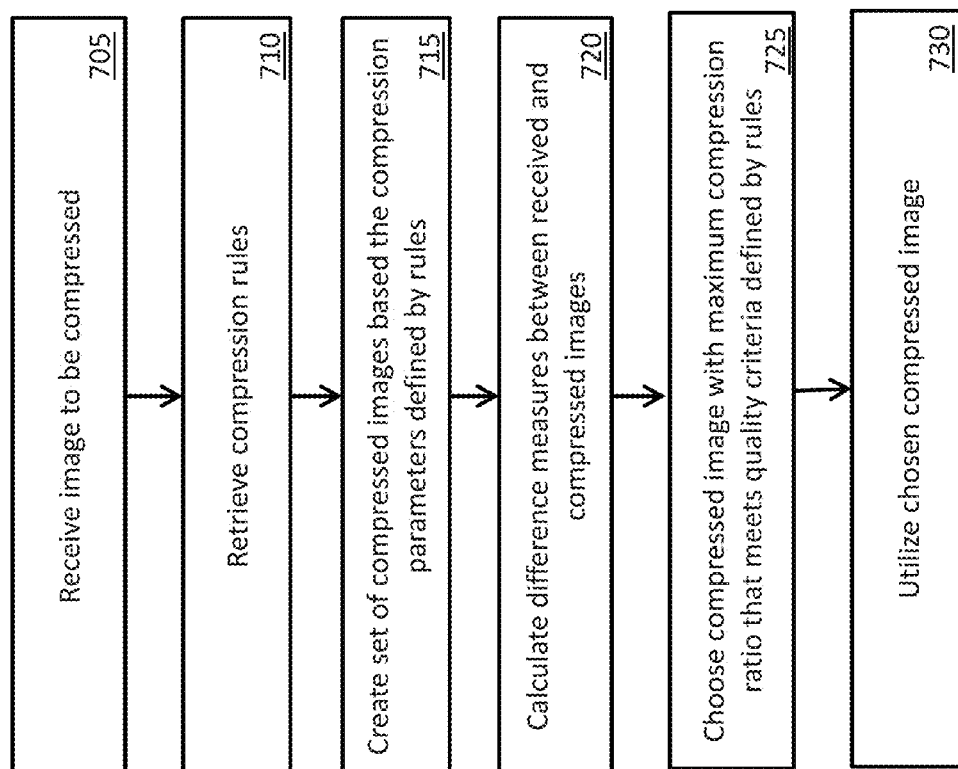 Receive image to be compressed
705
Retrieve compression rules
710
Create set of compressed images based the compression
parameters defined by rules
715
Calculate difference measures between received and
compressed images
720
Choose compressed image with maximum compression
ratio that meets quality criteria defined by rules
725
Utilize chosen compressed image
730